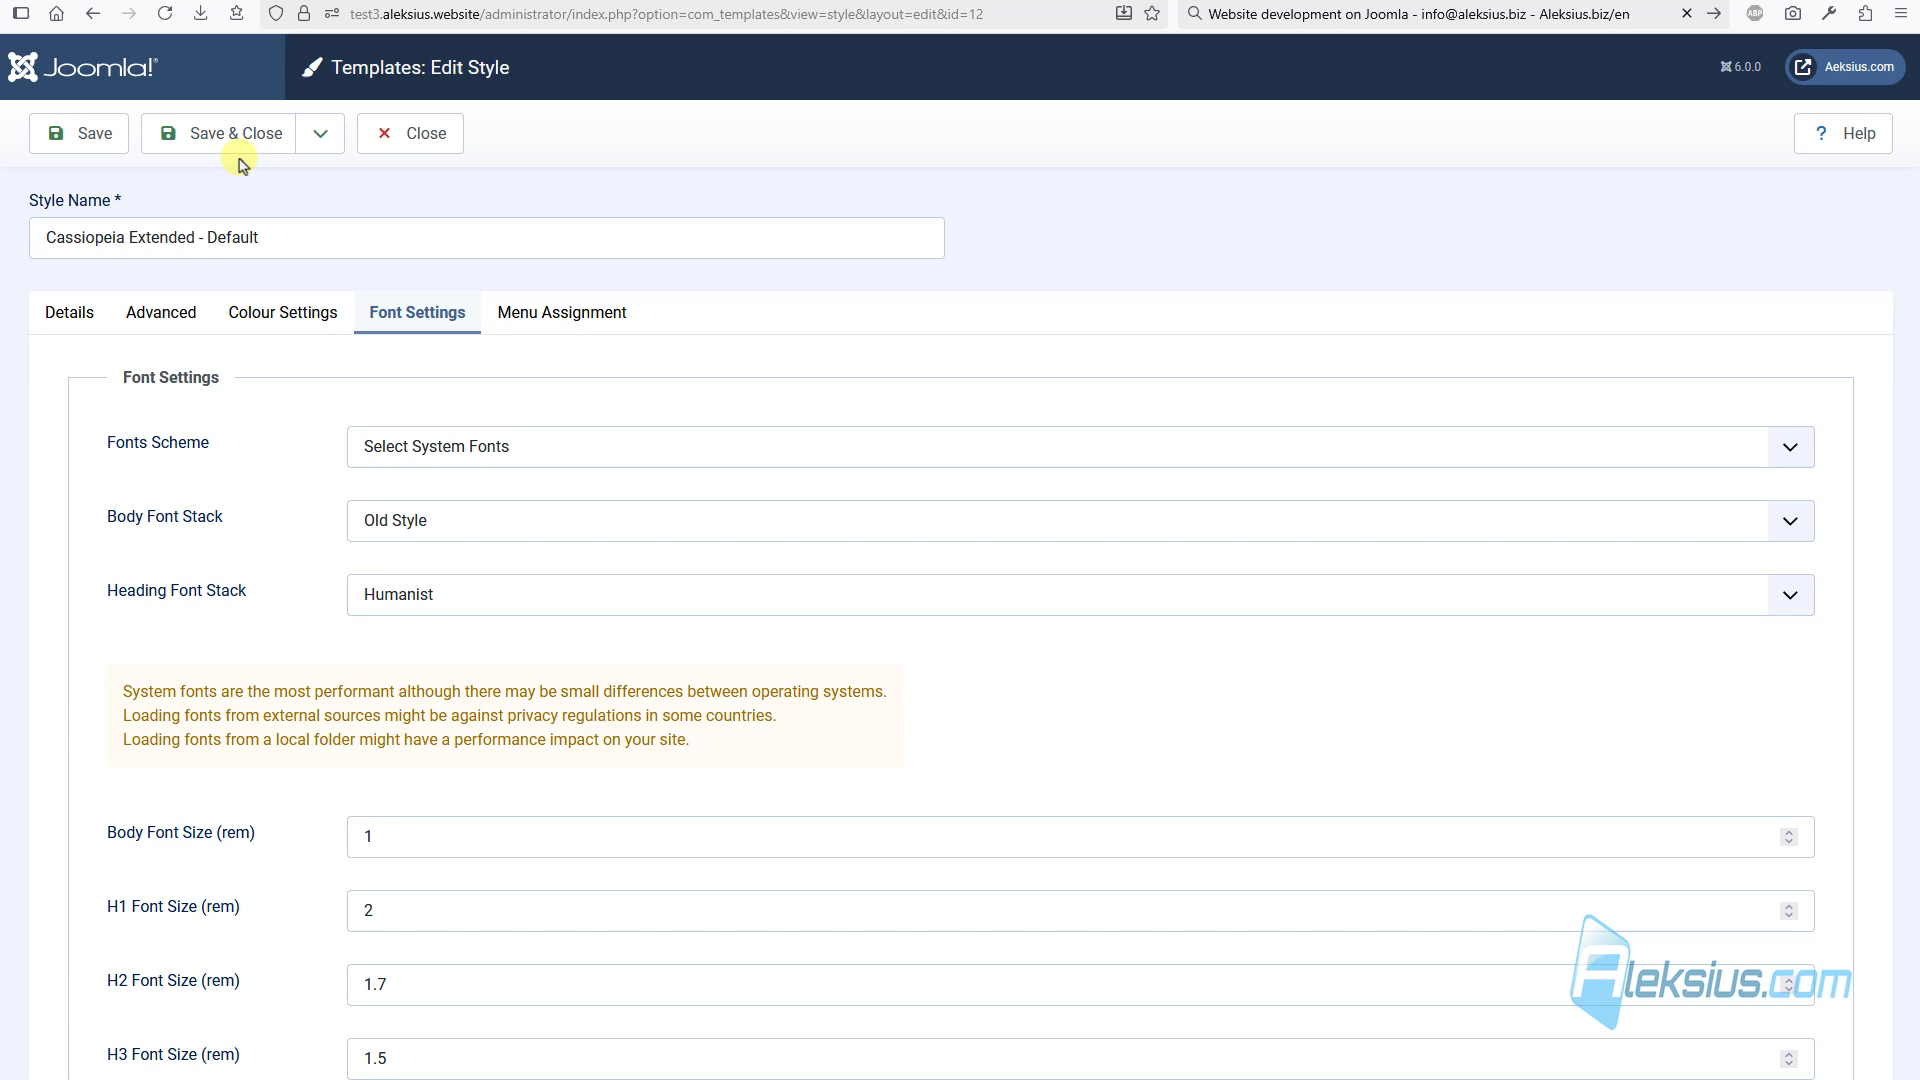 test3.aleksius.website/administrator/index.php?option=com_templates&view=style&layout=edit&id=12
Website development on Joomla - info@aleksius.biz - Aleksius.biz/en
ABP
Joomla!
Templates: Edit Style
6.0.0
Aeksius.com
Save
Save & Close
Close
? Help
Style Name *
Cassiopeia Extended - Default
Details
Advanced
Colour Settings
Font Settings
Menu Assignment
Font Settings
Fonts Scheme
Select System Fonts
Body Font Stack
Old Style
Heading Font Stack
Humanist
System fonts are the most performant although there may be small differences between operating systems.
Loading fonts from external sources might be against privacy regulations in some countries.
Loading fonts from a local folder might have a performance impact on your site.
Body Font Size (rem)
1
H1 Font Size (rem)
2
H2 Font Size (rem)
1.7
Aleksius.com
H3 Font Size (rem)
1.5